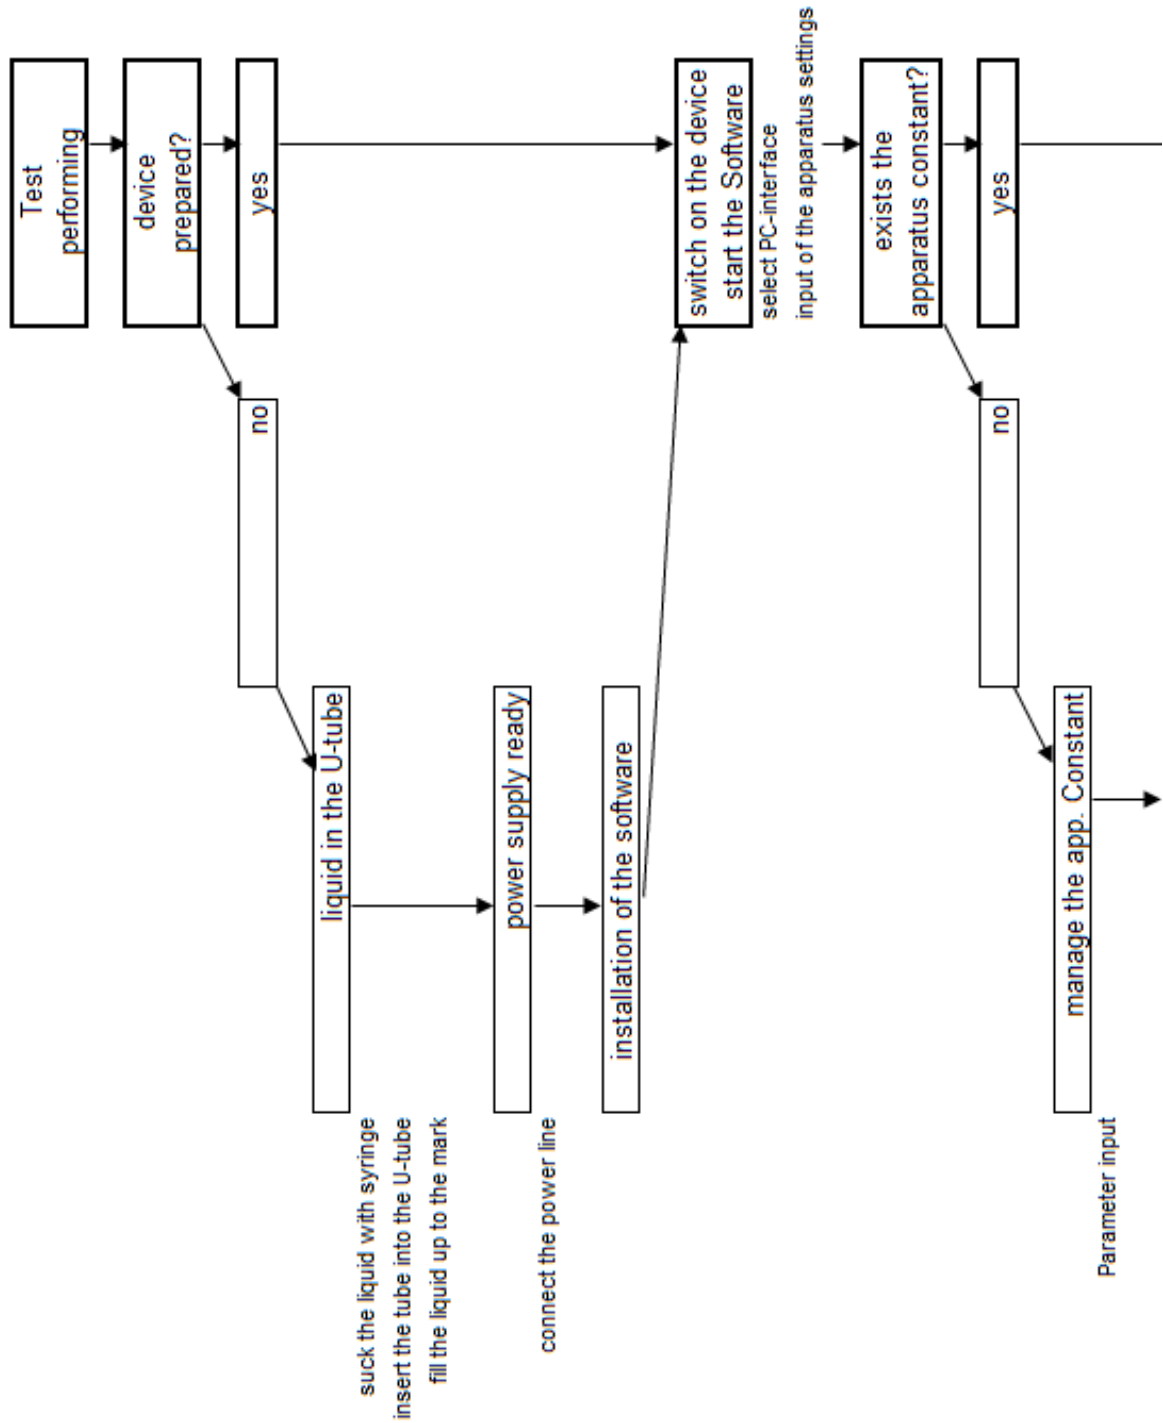 Test
performing
device
prepared?
yes
no
liquid in the U-tube
suck the liquid with syringe
insert the tube into the U-tube
fill the liquid up to the mark
power supply ready
connect the power line
installation of the software
switch on the device
start the Software
select PC-interface
input of the apparatus settings
exists the
apparatus constant?
yes
no
manage the app. Constant
Parameter input